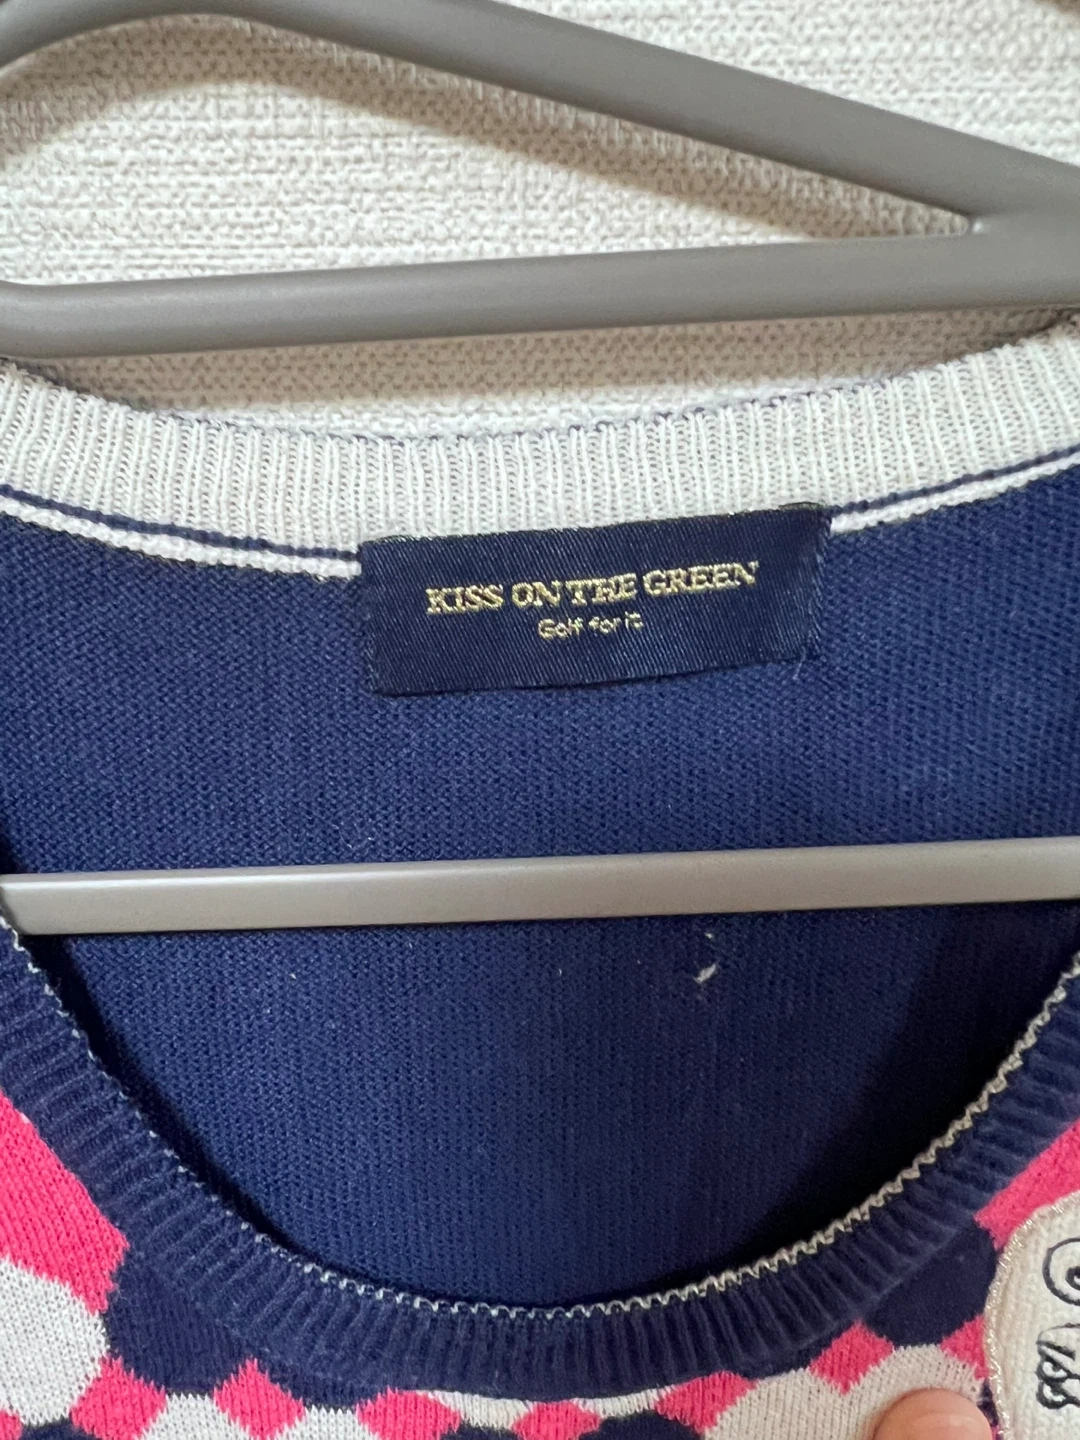 KISS ON THE GREEN
Golf for it